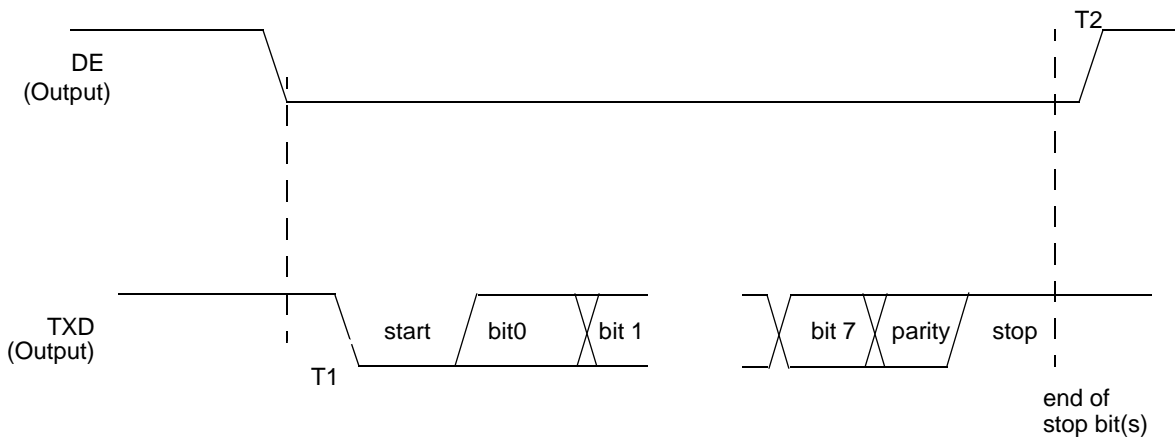 T2
DE
(Output)
TXD
(Output)
start
bit0
bit 1
bit 7
parity
stop
T1
end of
stop bit(s)